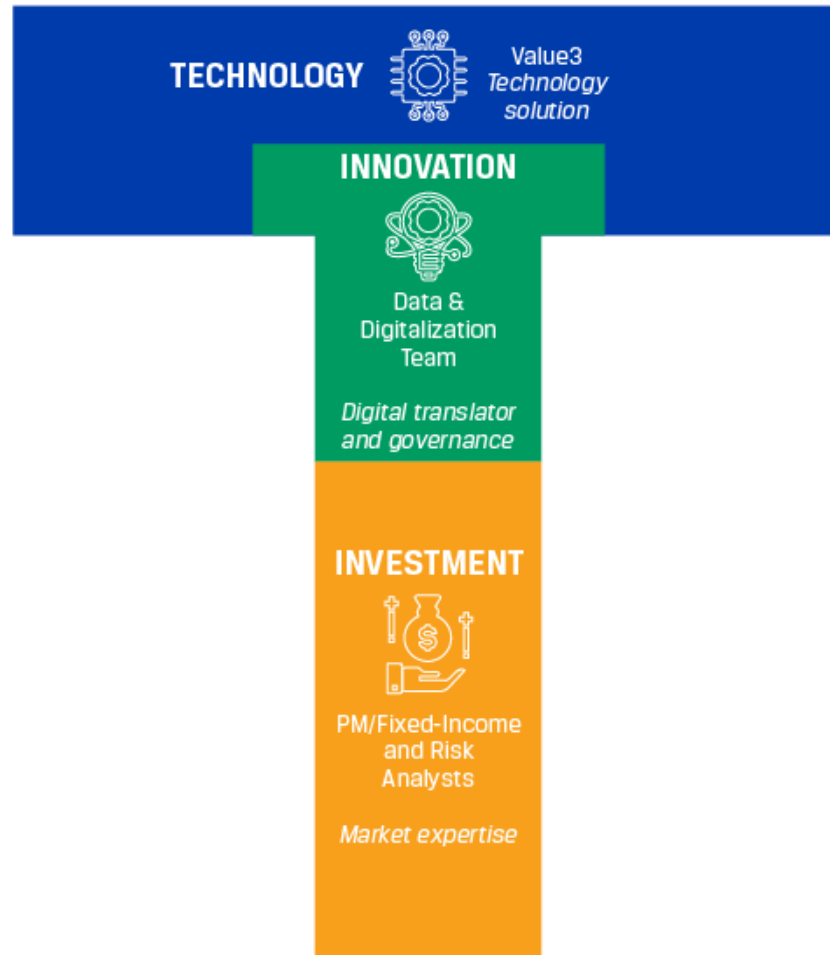 TECHNOLOGY
Value3
Technology
solution
INNOVATION
Data &
Digitalization
Team
Digital translator
and governance
INVESTMENT
$
PM/Fixed-Income
and Risk
Analysts
Market expertise